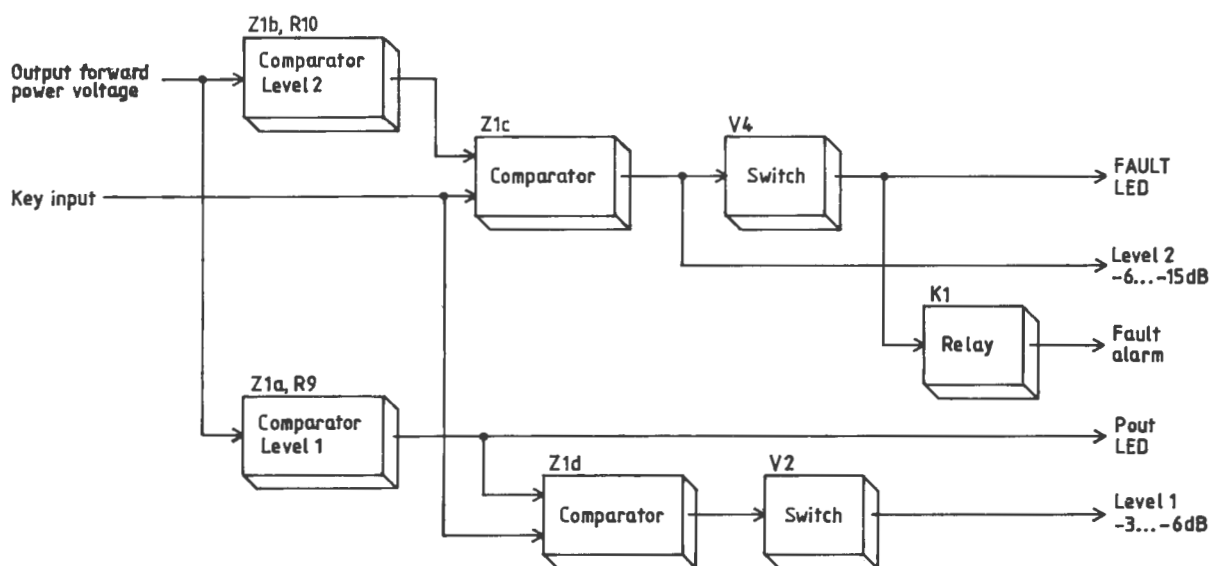 Z1b, R10
Comparator
Level 2
Output forward
power voltage
Z1c
Comparator
V4
Switch
FAULT
LED
Key input
Level 2
-6...-15dB
K1
Relay
Fault
alarm
Z1a, R9
Comparator
Level 1
Pout
LED
Z1d
Comparator
V2
Switch
Level 1
-3...-6dB